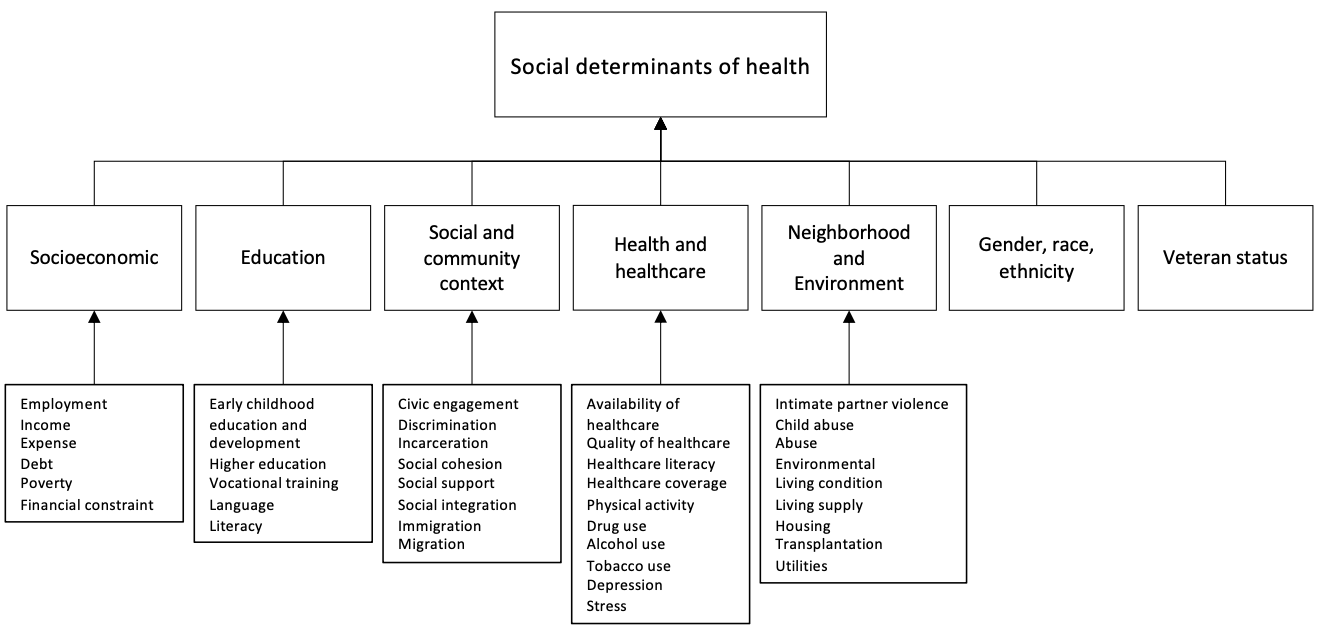 Social determinants of health
Socioeconomic
Education
Social and
community
context
Health and
healthcare
Neighborhood
and
Environment
Gender, race,
ethnicity
Veteran status
Employment
Income
Expense
Debt
Poverty
Financial constraint
Early childhood
education and
development
Higher education
Vocational training
Language
Literacy
Civic engagement
Discrimination
Incarceration
Social cohesion
Social support
Social integration
Immigration
Migration
Availability of
healthcare
Quality of healthcare
Healthcare literacy
Healthcare coverage
Physical activity
Drug use
Alcohol use
Tobacco use
Depression
Stress
Intimate partner violence
Child abuse
Abuse
Environmental
Living condition
Living supply
Housing
Transplantation
Utilities